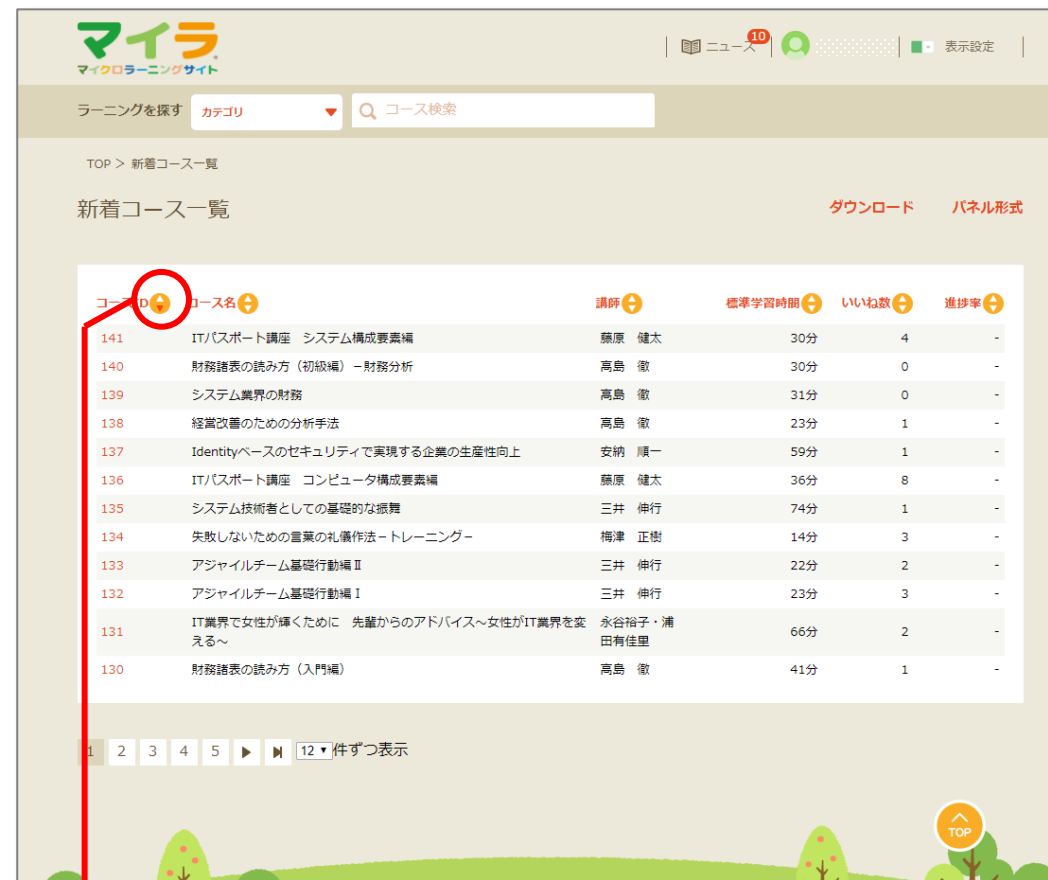 マイラ
マイクロラーニングサイト
ニュース 10 表示設定
ラーニングを探す カテゴリ コース検索
TOP > 新着コース一覧
新着コース一覧 ダウンロード パネル形式
コースID コース名 講師 標準学習時間 いいね数 進捗率
141 ITパスポート講座　システム構成要素編 藤原　健太 30分 4 -
140 財務諸表の読み方（初級編）－財務分析 高島　徹 30分 0 -
139 システム業界の財務 高島　徹 31分 0 -
138 経営改善のための分析手法 高島　徹 23分 1 -
137 Identityベースのセキュリティで実現する企業の生産性向上 安納　順一 59分 1 -
136 ITパスポート講座　コンピュータ構成要素編 藤原　健太 36分 8 -
135 システム技術者としての基礎的な振舞 三井　伸行 74分 1 -
134 失敗しないための言葉の礼儀作法－トレーニング－ 梅津　正樹 14分 3 -
133 アジャイルチーム基礎行動編Ⅱ 三井　伸行 22分 2 -
132 アジャイルチーム基礎行動編Ⅰ 三井　伸行 23分 3 -
131 IT業界で女性が輝くために　先輩からのアドバイス～女性がIT業界を変 永谷裕子・浦 66分 2 -
える～ 田有佳里
130 財務諸表の読み方（入門編） 高島　徹 41分 1 -
1 2 3 4 5 12 件ずつ表示
TOP